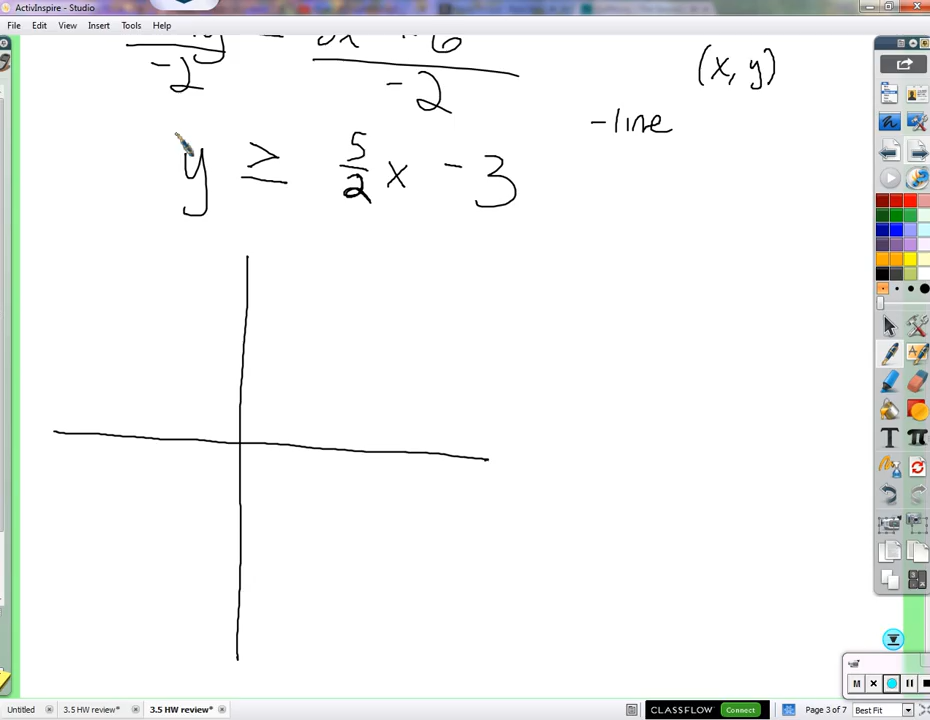 ActivInspire - Studio
File Edit View Insert Tools Help
-2
-2
(x, y)
-line
y ≥ 5/2 x - 3
Untitled
3.5 HW review*
3.5 HW review*
CLASSFLOW Connect
Page 3 of 7
Best Fit
M